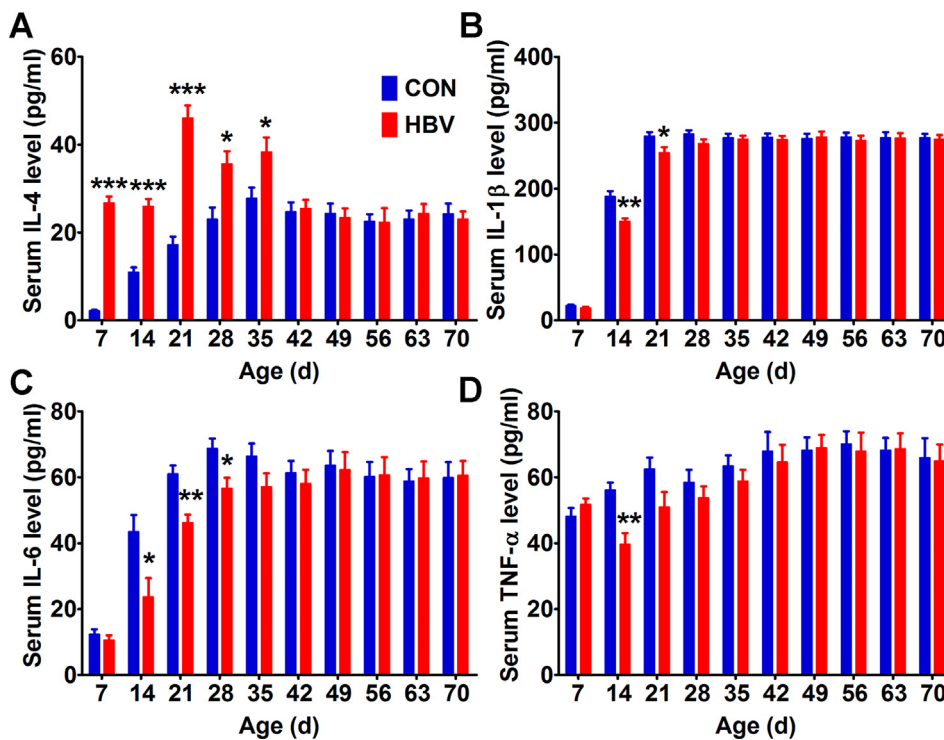 A
Serum IL-4 level (pg/ml)
60
40
20
0
***
***
***
*
*
CON
HBV
7 14 21 28 35 42 49 56 63 70
Age (d)
B
Serum IL-1β level (pg/ml)
400
300
200
100
0
**
*
7 14 21 28 35 42 49 56 63 70
Age (d)
C
Serum IL-6 level (pg/ml)
80
60
40
20
0
*
**
*
7 14 21 28 35 42 49 56 63 70
Age (d)
D
Serum TNF-α level (pg/ml)
80
60
40
20
0
**
7 14 21 28 35 42 49 56 63 70
Age (d)